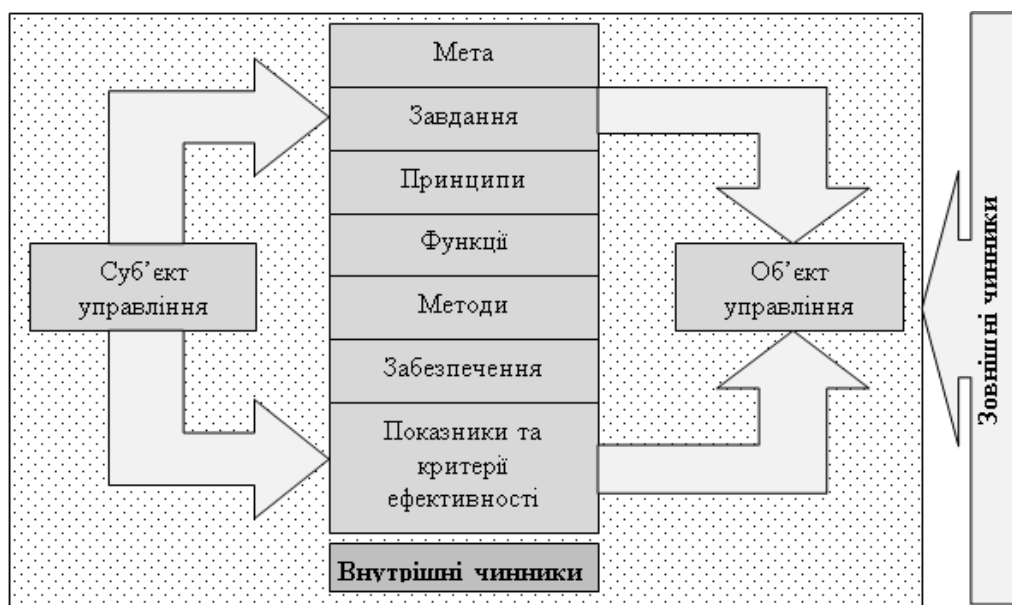 Мета
Завдання
Принципи
Функції
Методи
Забезпечення
Показники та
критерії
ефективності
Внутрішні чинники
Суб’єкт
управління
Об’єкт
управління
Зовнішні чинники